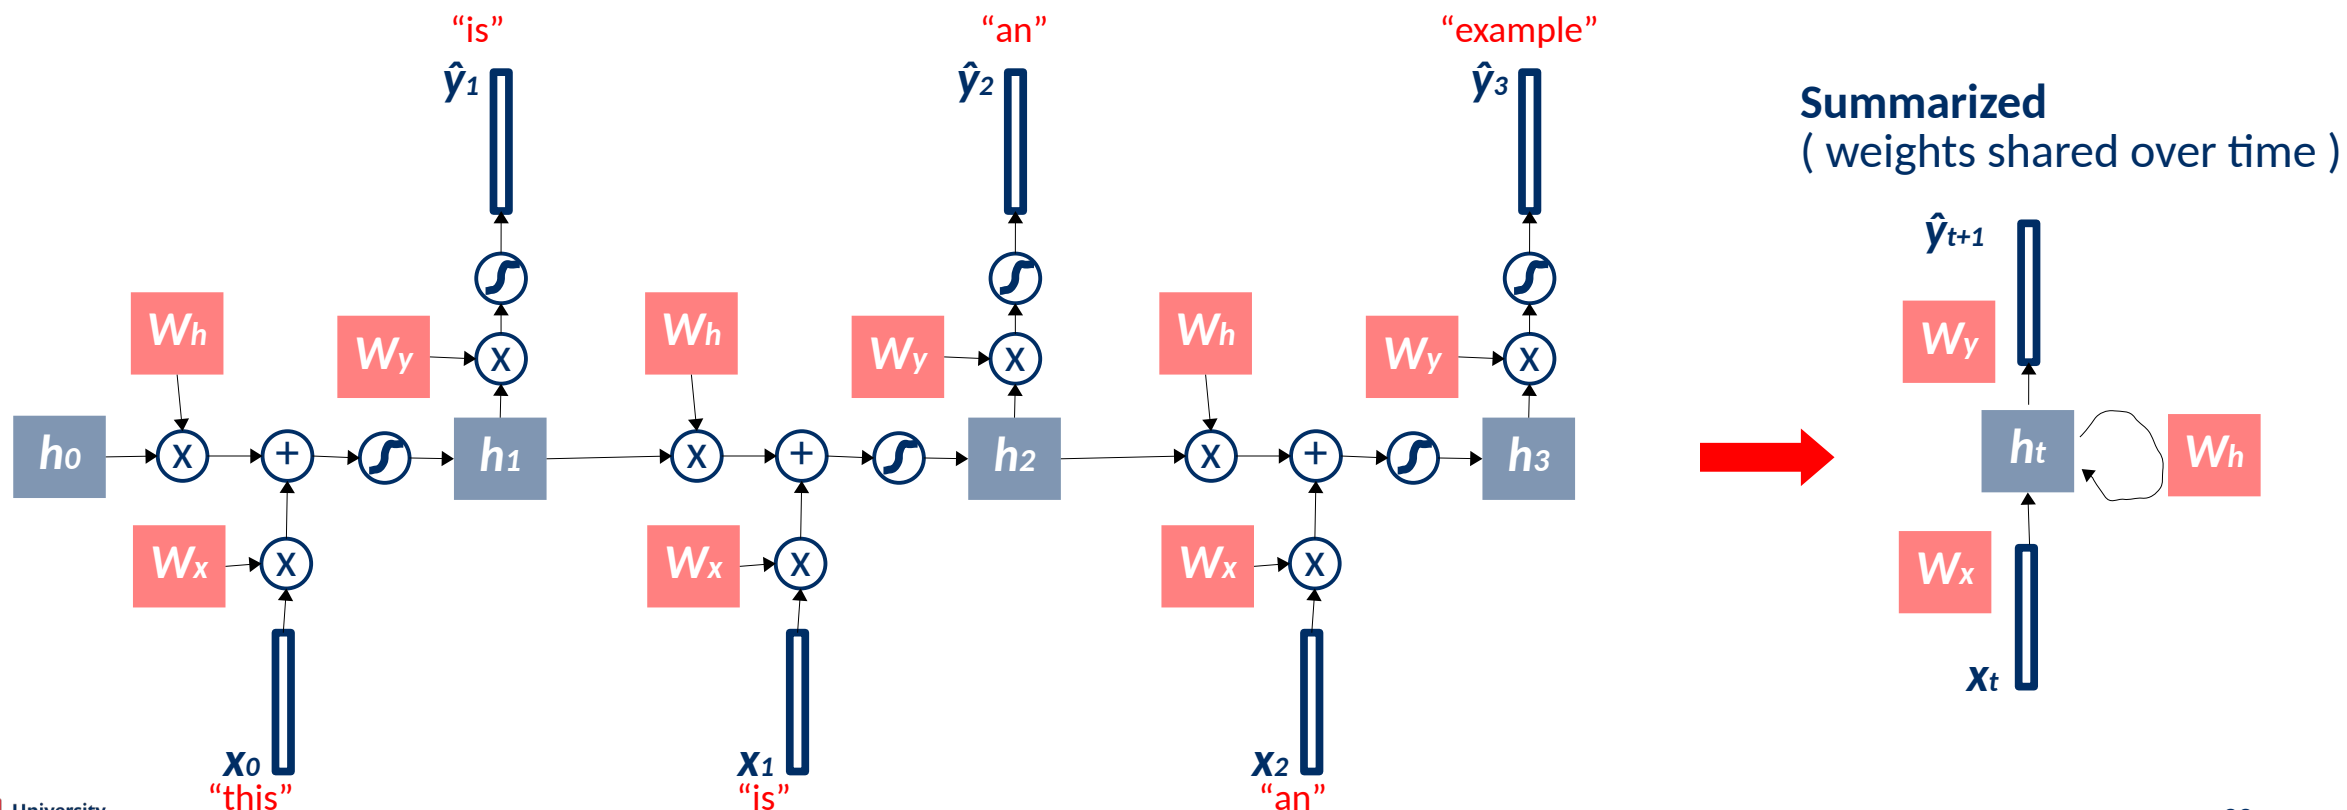 “is” “an” “example”
ŷ1 ŷ2 ŷ3
Summarized
( weights shared over time )
ŷt+1
Wh Wy Wh Wy Wh Wy Wy
X X X
h0 X + h1 X + h2 X + h3 ht Wh
Wx X Wx X Wx X Wx
x0 x1 x2 xt
“this” “is” “an”
University